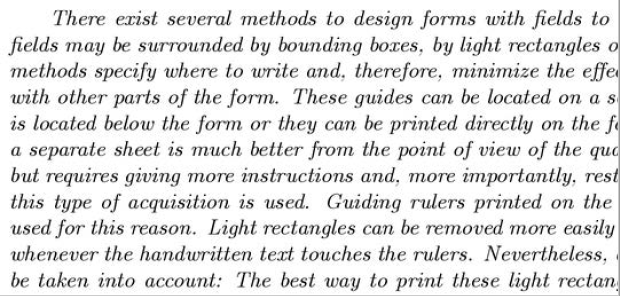 There exist several methods to design forms with fields to
fields may be surrounded by bounding boxes, by light rectangles o
methods specify where to write and, therefore, minimize the effe
with other parts of the form. These guides can be located on a s
is located below the form or they can be printed directly on the f
a separate sheet is much better from the point of view of the qua
but requires giving more instructions and, more importantly, rest
this type of acquisition is used. Guiding rulers printed on the
used for this reason. Light rectangles can be removed more easily
whenever the handwritten text touches the rulers. Nevertheless,
be taken into account: The best way to print these light rectan